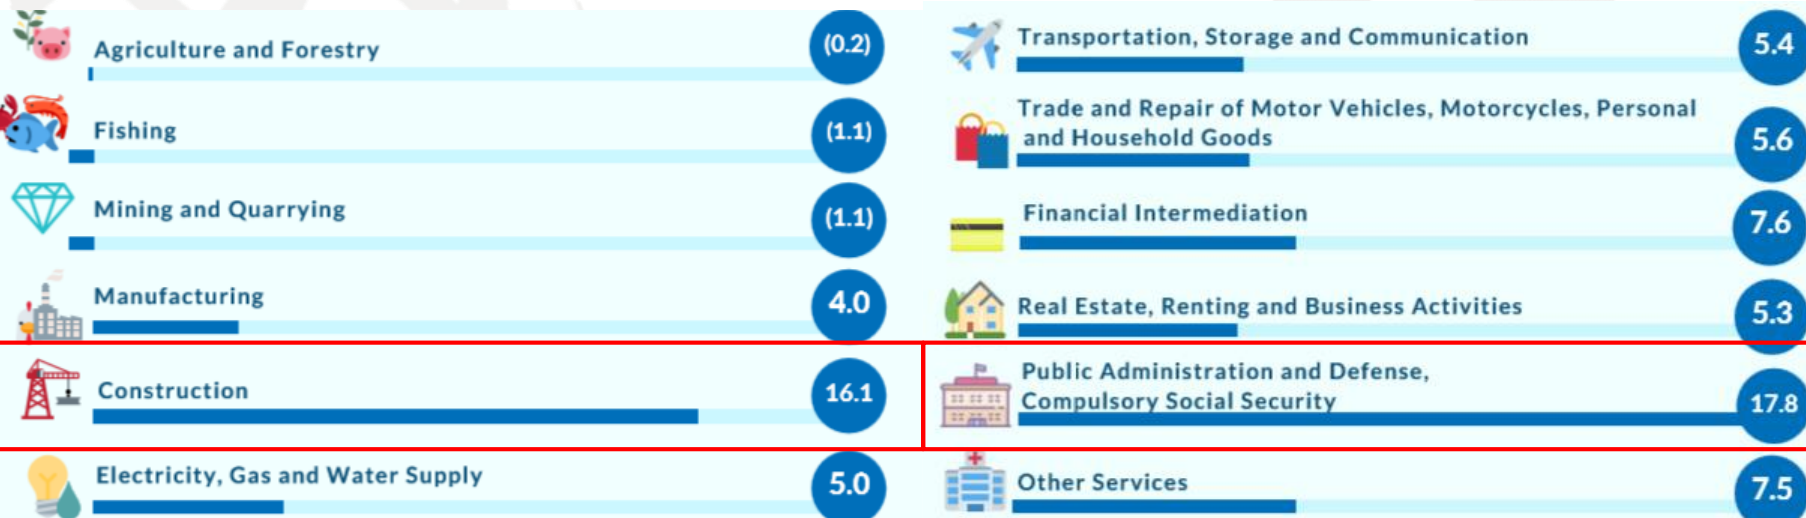 Agriculture and Forestry
(0.2)
Fishing
(1.1)
Mining and Quarrying
(1.1)
Manufacturing
4.0
Construction
16.1
Electricity, Gas and Water Supply
5.0
Transportation, Storage and Communication
5.4
Trade and Repair of Motor Vehicles, Motorcycles, Personal
and Household Goods
5.6
Financial Intermediation
7.6
Real Estate, Renting and Business Activities
5.3
Public Administration and Defense,
Compulsory Social Security
17.8
Other Services
7.5